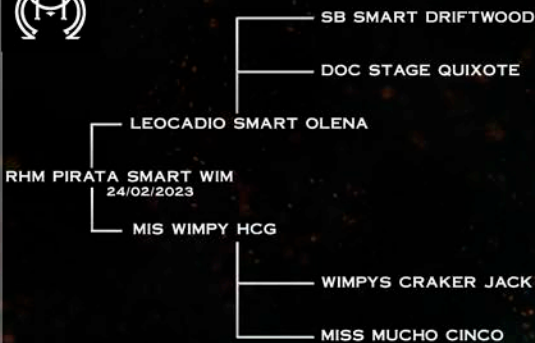 SB SMART DRIFTWOOD
DOC STAGE QUIXOTE
LEOCADIO SMART OLENA
RHM PIRATA SMART WIM
24/02/2023
MIS WIMPY HCG
WIMPYS CRAKER JACK
MISS MUCHO CINCO